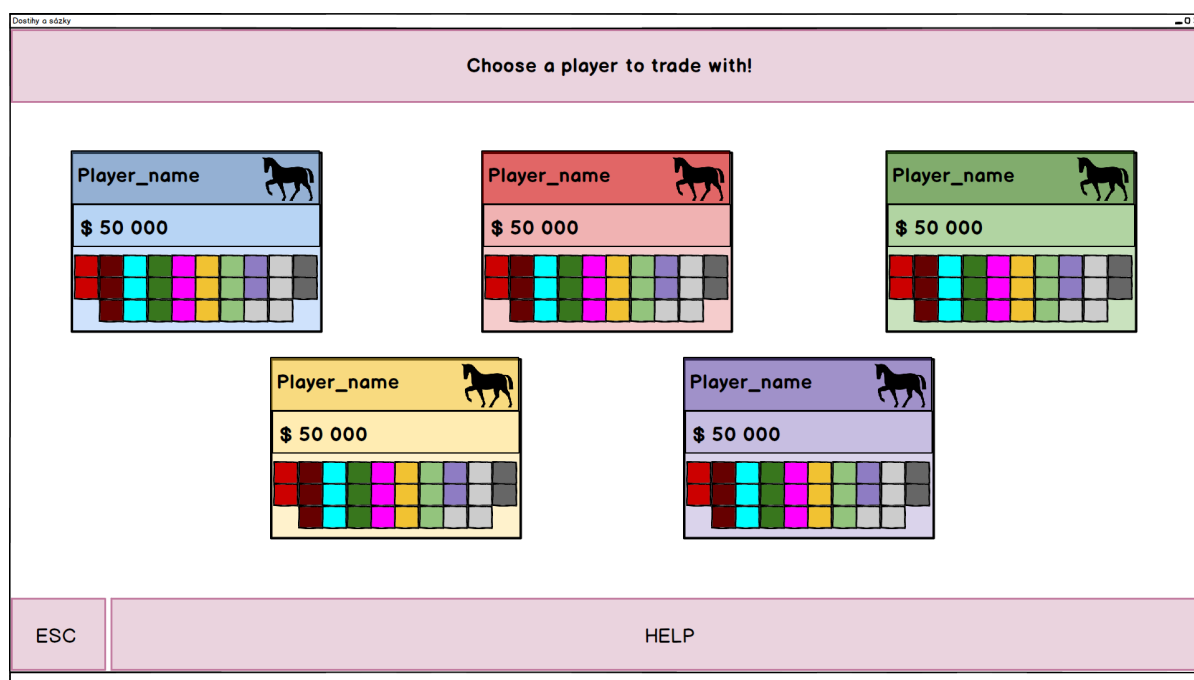 Dostihy a sázky
Choose a player to trade with!
Player_name
$ 50 000
Player_name
$ 50 000
Player_name
$ 50 000
Player_name
$ 50 000
Player_name
$ 50 000
ESC
HELP